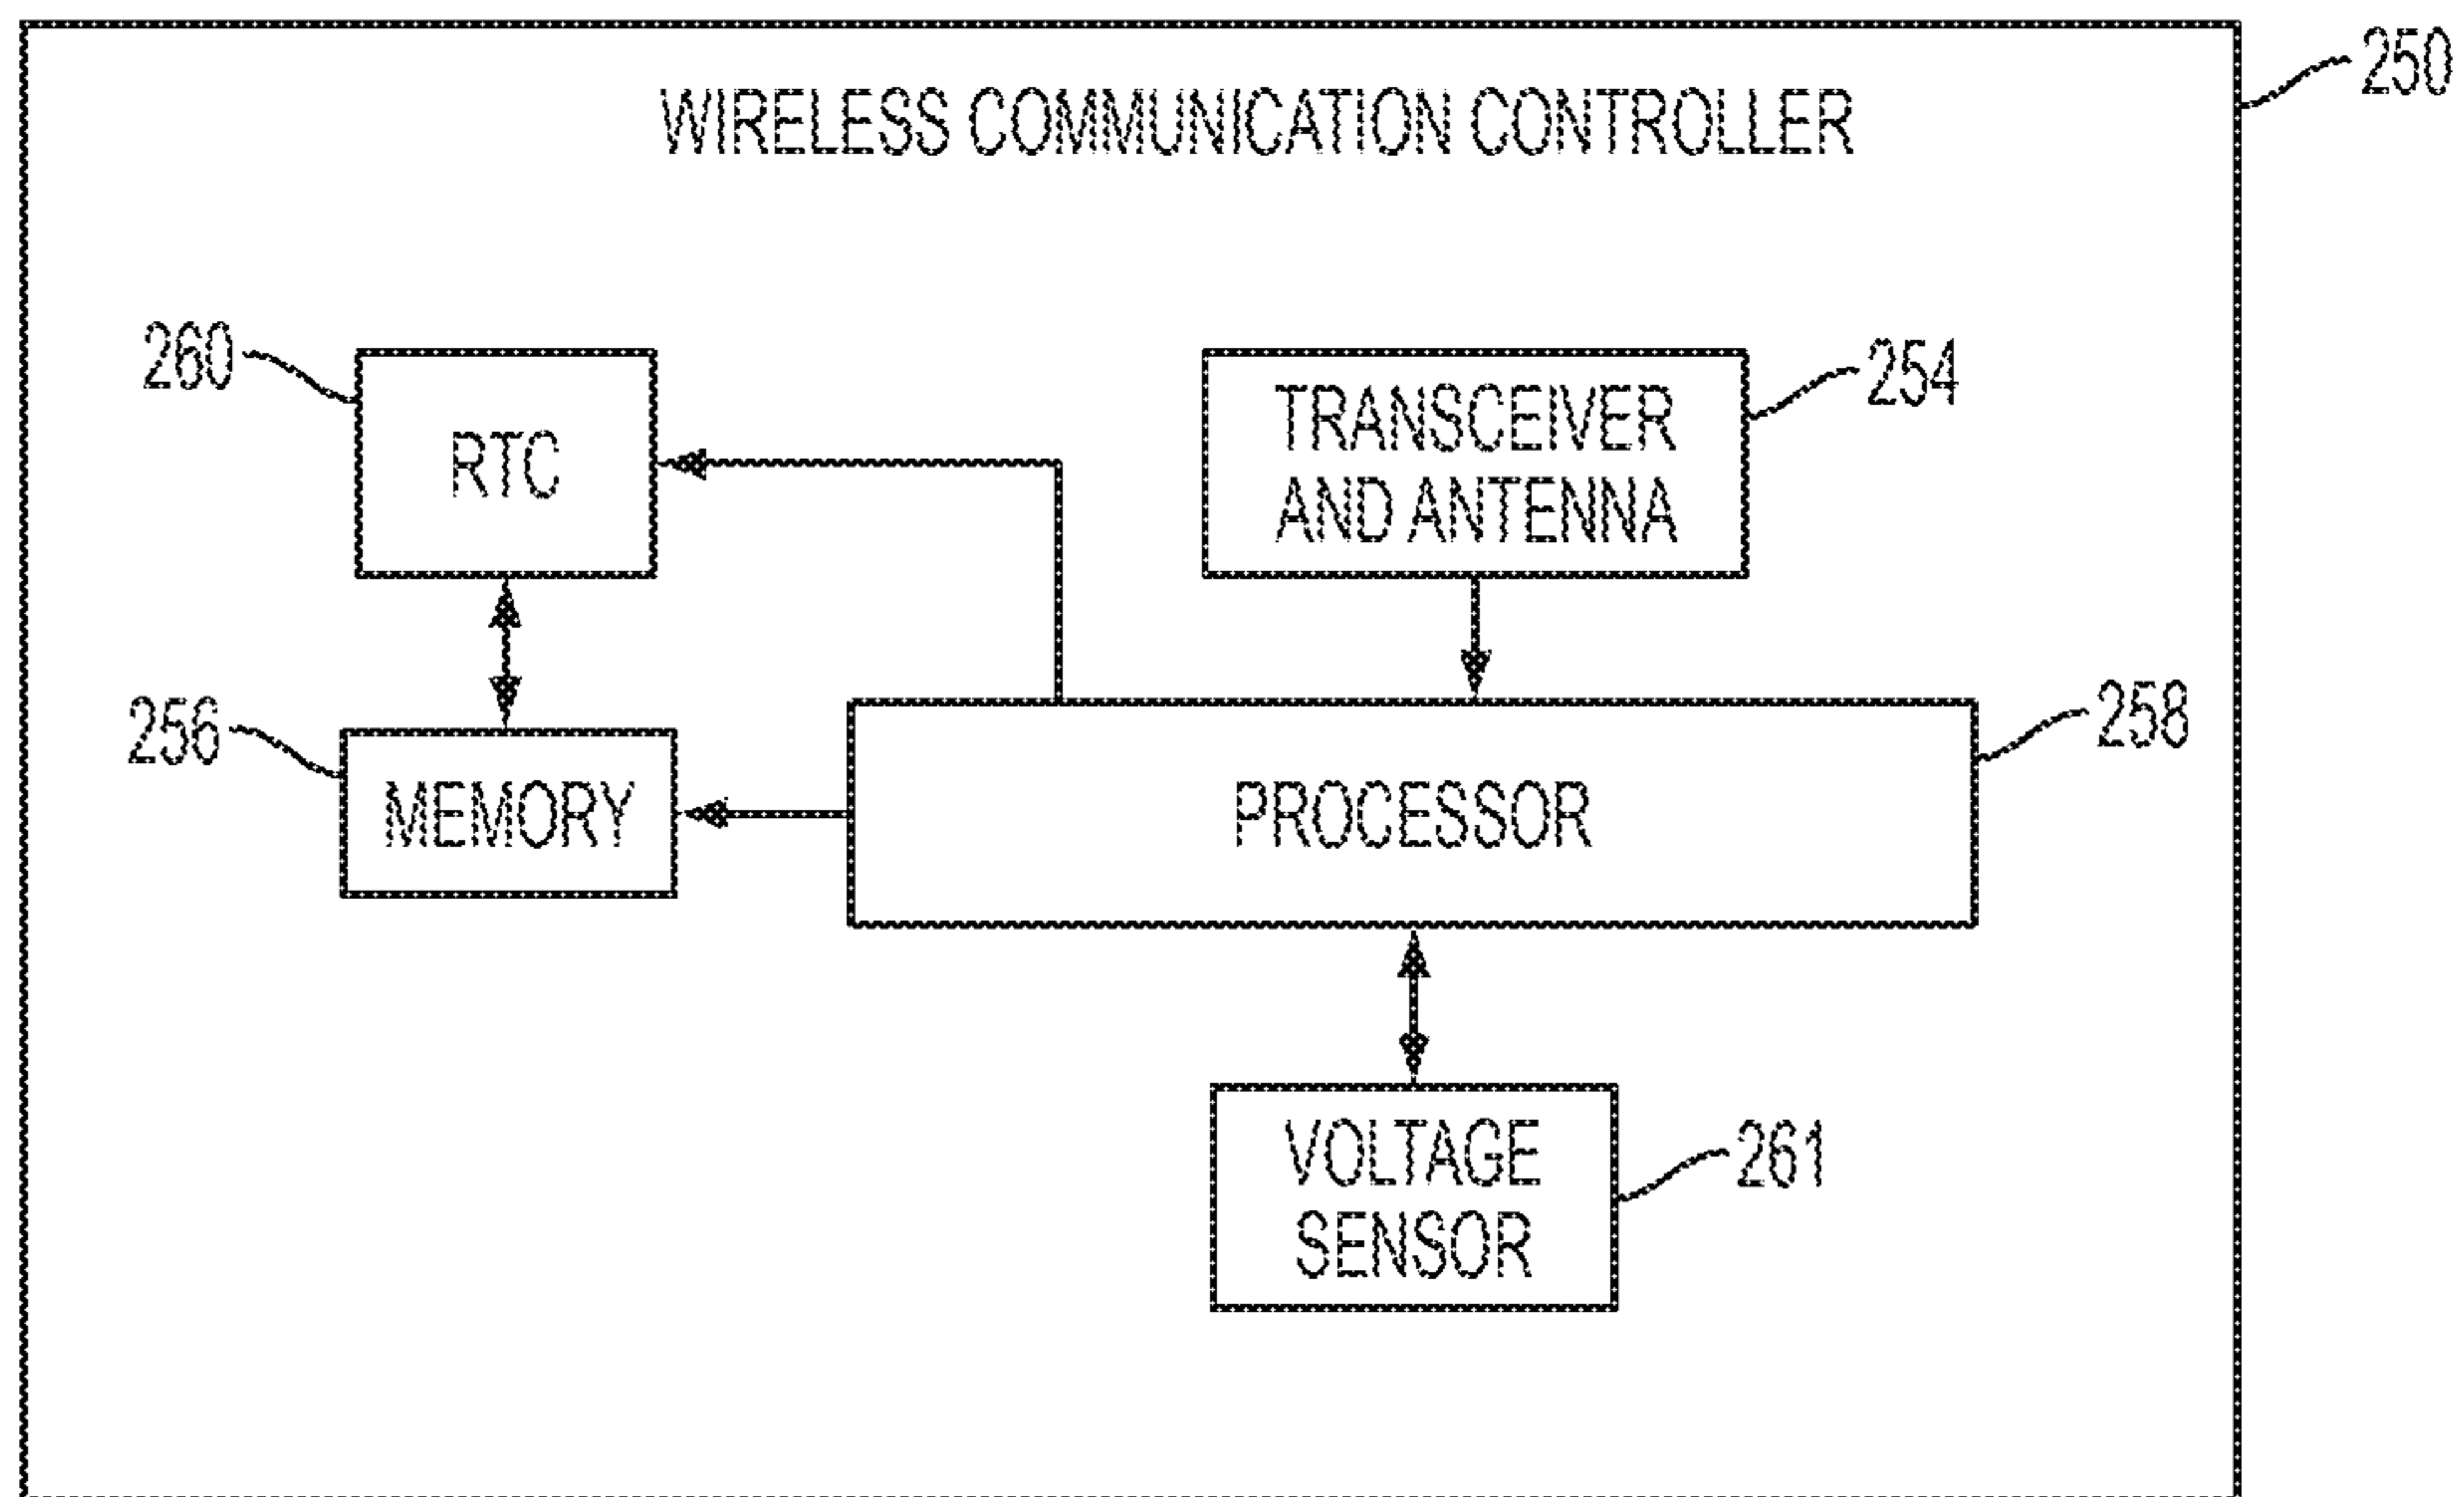 250
WIRELESS COMMUNICATION CONTROLLER
260
RTC
TRANSCEIVER
AND ANTENNA
254
256
MEMORY
PROCESSOR
258
VOLTAGE
SENSOR
261